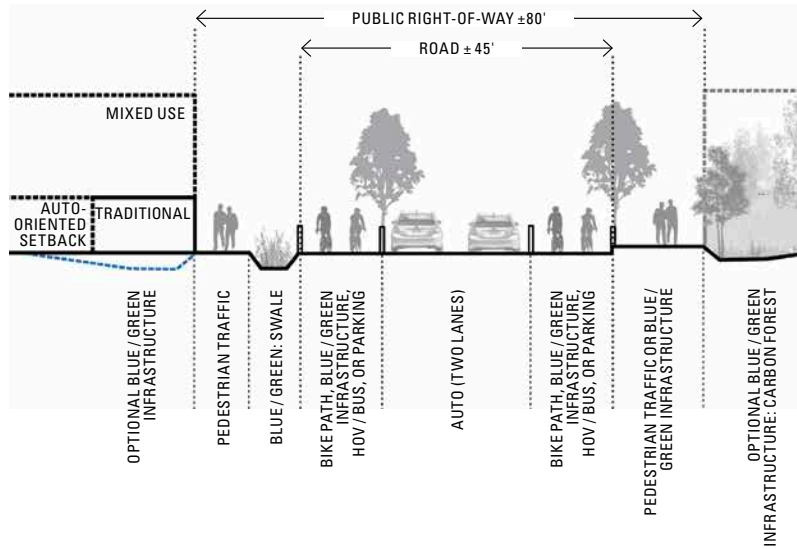 PUBLIC RIGHT-OF-WAY ±80'
ROAD ± 45'
MIXED USE
AUTO-
ORIENTED
SETBACK
TRADITIONAL
OPTIONAL BLUE / GREEN
INFRASTRUCTURE
PEDESTRIAN TRAFFIC
BLUE / GREEN: SWALE
BIKE PATH, BLUE / GREEN
INFRASTRUCTURE,
HOV / BUS, OR PARKING
AUTO (TWO LANES)
BIKE PATH, BLUE / GREEN
INFRASTRUCTURE,
HOV / BUS, OR PARKING
PEDESTRIAN TRAFFIC OR BLUE /
GREEN INFRASTRUCTURE
OPTIONAL BLUE / GREEN
INFRASTRUCTURE: CARBON FOREST